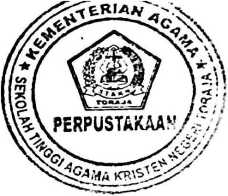 KEMENTERIAN AGAMA
TORAJA
PERPUSTAKAAN
SEKOLAH TINGGI AGAMA KRISTEN NEGERI TORAJA